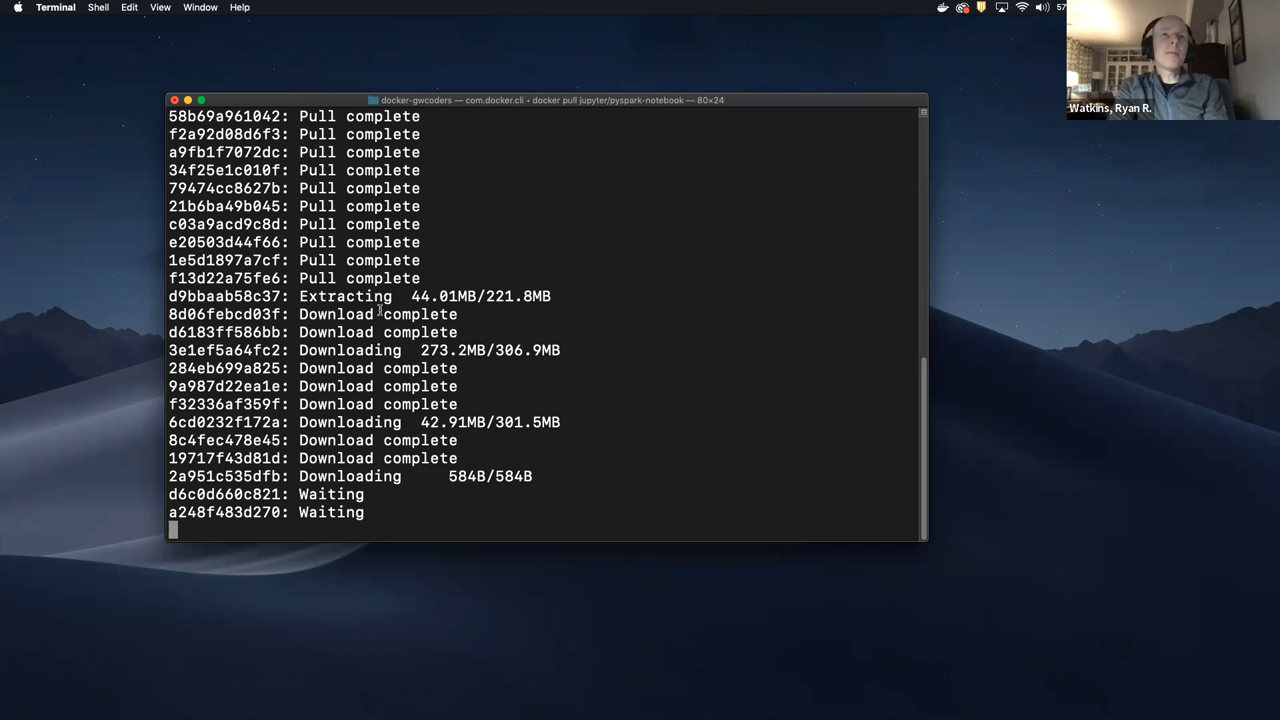 Terminal Shell Edit View Window Help 57
docker-gwcoders — com.docker.cli • docker pull jupyter/pyspark-notebook — 80×24
58b69a961042: Pull complete
f2a92d08d6f3: Pull complete
a9fb1f7072dc: Pull complete
34f25e1c010f: Pull complete
79474cc8627b: Pull complete
21b6ba49b045: Pull complete
c03a9acd9c8d: Pull complete
e20503d44f66: Pull complete
1e5d1897a7cf: Pull complete
f13d22a75fe6: Pull complete
d9bbaab58c37: Extracting 44.01MB/221.8MB
8d06febcd03f: Download complete
d6183ff586bb: Download complete
3e1ef5a64fc2: Downloading 273.2MB/306.9MB
284eb699a825: Download complete
9a987d22ea1e: Download complete
f32336af359f: Download complete
6cd0232f172a: Downloading 42.91MB/301.5MB
8c4fec478e45: Download complete
19717f43d81d: Download complete
2a951c535dfb: Downloading 584B/584B
d6c0d660c821: Waiting
a248f483d270: Waiting
Watkins, Ryan R.